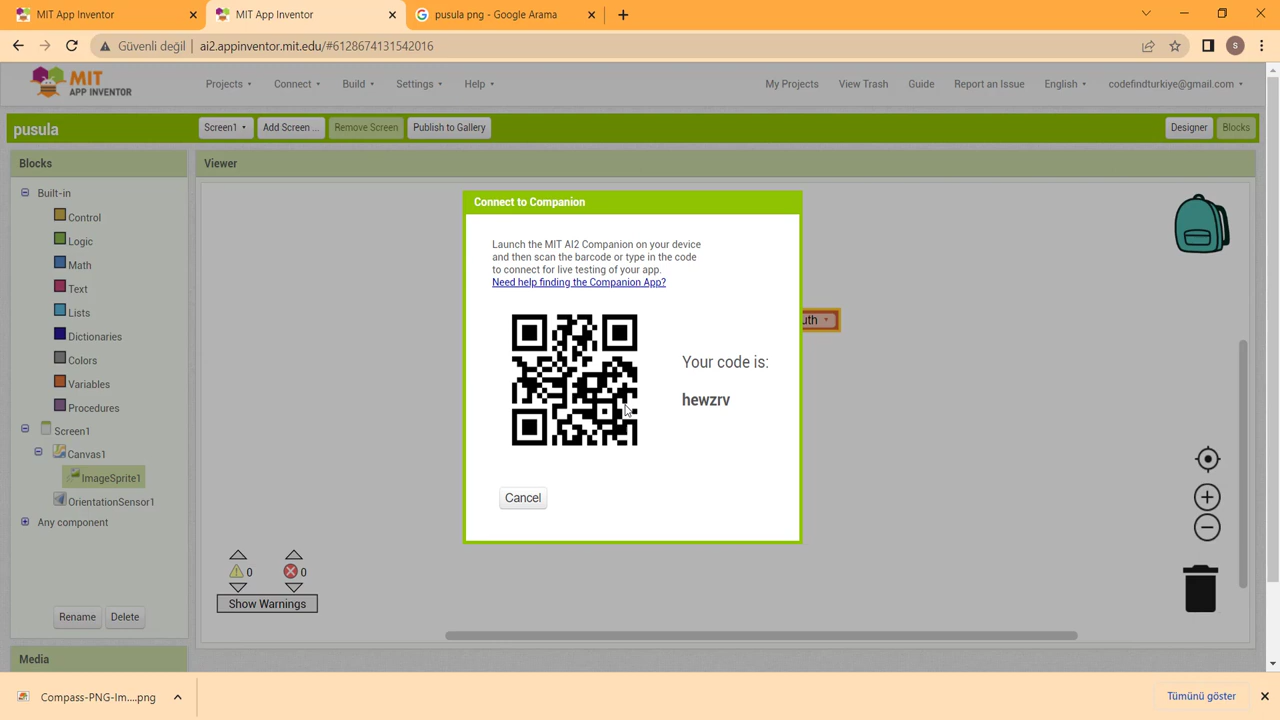 MIT App Inventor
MIT App Inventor
pusula png - Google Arama
Güvenli değil
ai2.appinventor.mit.edu/#6128674131542016
S
MIT
APP INVENTOR
Projects
Connect
Build
Settings
Help
My Projects
View Trash
Guide
Report an Issue
English
codefindturkiye@gmail.com
pusula
Screen1
Add Screen ...
Remove Screen
Publish to Gallery
Designer
Blocks
Blocks
Viewer
Built-in
Control
Logic
Math
Text
Lists
Dictionaries
Colors
Variables
Procedures
Screen1
Canvas1
ImageSprite1
OrientationSensor1
Any component
Rename
Delete
Media
Connect to Companion
Launch the MIT AI2 Companion on your device
and then scan the barcode or type in the code
to connect for live testing of your app.
Need help finding the Companion App?
Your code is:
hewzrv
Cancel
uth
0
0
Show Warnings
Compass-PNG-Im....png
Tümünü göster